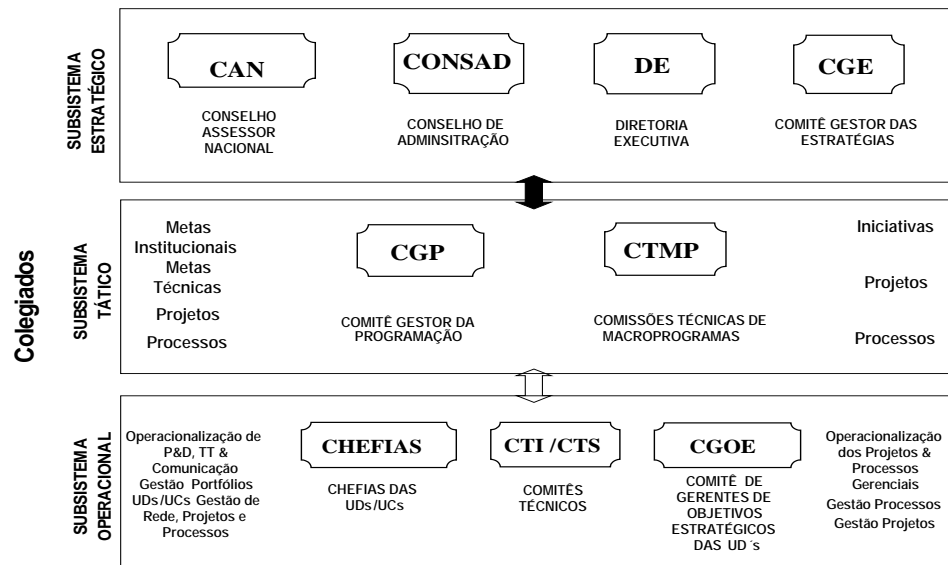 Colegiados
SUBSISTEMA
ESTRATÉGICO
CAN
CONSELHO
ASSESSOR
NACIONAL
CONSAD
CONSELHO DE
ADMINSITRAÇÃO
DE
DIRETORIA
EXECUTIVA
CGE
COMITÊ GESTOR DAS
ESTRATÉGIAS
SUBSISTEMA
TÁTICO
Metas
Institucionais
Metas
Técnicas
Projetos
Processos
CGP
COMITÊ GESTOR DA
PROGRAMAÇÃO
CTMP
COMISSÕES TÉCNICAS DE
MACROPROGRAMAS
Iniciativas
Projetos
Processos
SUBSISTEMA
OPERACIONAL
Operacionalização de
P&D, TT &
Comunicação
Gestão Portfólios
UDs/UCs Gestão de
Rede, Projetos e
Processos
CHEFIAS
CHEFIAS DAS
UDs/UCs
CTI /CTS
COMITÊS
TÉCNICOS
CGOE
COMITÊ DE
GERENTES DE
OBJETIVOS
ESTRATÉGICOS
DAS UD´s
Operacionalização
dos Projetos &
Processos
Gerenciais
Gestão Processos
Gestão Projetos